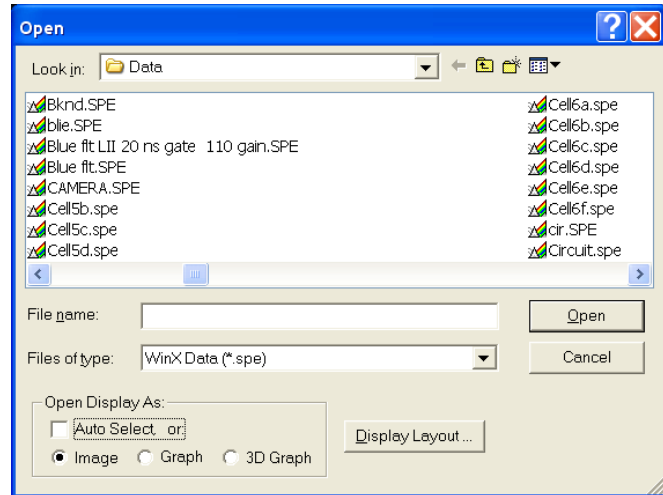 Open
Look in: Data
Bknd.SPE
blie.SPE
Blue flt LII 20 ns gate 110 gain.SPE
Blue flt.SPE
CAMERA.SPE
Cell5b.spe
Cell5c.spe
Cell5d.spe
Cell6a.spe
Cell6b.spe
Cell6c.spe
Cell6d.spe
Cell6e.spe
Cell6f.spe
cir.SPE
Circuit.spe
File name: Open
Files of type: WinX Data (*.spe) Cancel
Open Display As:
Auto Select, or:
Image Graph 3D Graph
Display Layout ...